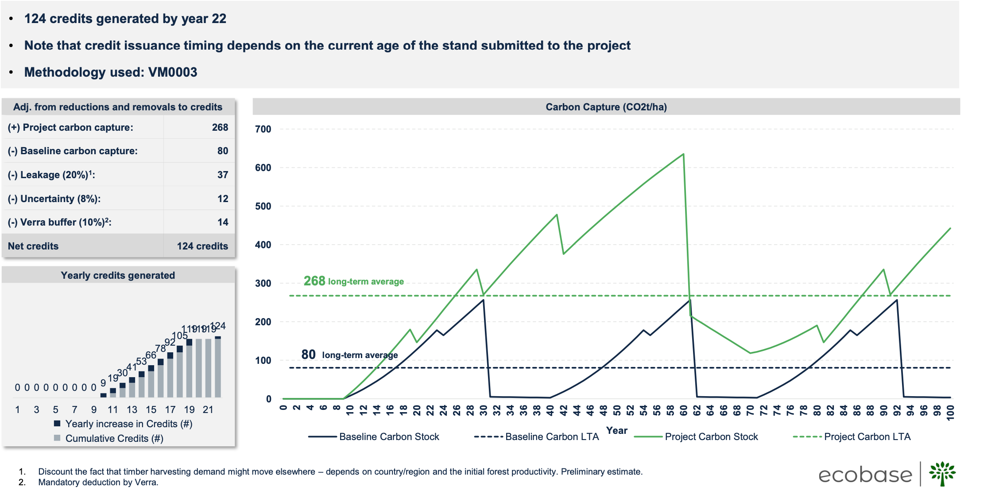 • 124 credits generated by year 22
• Note that credit issuance timing depends on the current age of the stand submitted to the project
• Methodology used: VM0003
Adj. from reductions and removals to credits
(+) Project carbon capture: 268
(-) Baseline carbon capture: 80
(-) Leakage (20%)1: 37
(-) Uncertainty (8%): 12
(-) Verra buffer (10%)2: 14
Net credits 124 credits
Yearly credits generated
0 0 0 0 0 0 0 0 0 9 19 30 41 53 66 78 92 105 119 119 119 124
1 3 5 7 9 11 13 15 17 19 21
Yearly increase in Credits (#)
Cumulative Credits (#)
Carbon Capture (CO2t/ha)
700
600
500
400
300
200
100
0
268 long-term average
80 long-term average
0 2 4 6 8 10 12 14 16 18 20 22 24 26 28 30 32 34 36 38 40 42 44 46 48 50 52 54 56 58 60 62 64 66 68 70 72 74 76 78 80 82 84 86 88 90 92 94 96 98 100
Year
Baseline Carbon Stock Baseline Carbon LTA Project Carbon Stock Project Carbon LTA
1. Discount the fact that timber harvesting demand might move elsewhere – depends on country/region and the initial forest productivity. Preliminary estimate.
2. Mandatory deduction by Verra.
ecobase